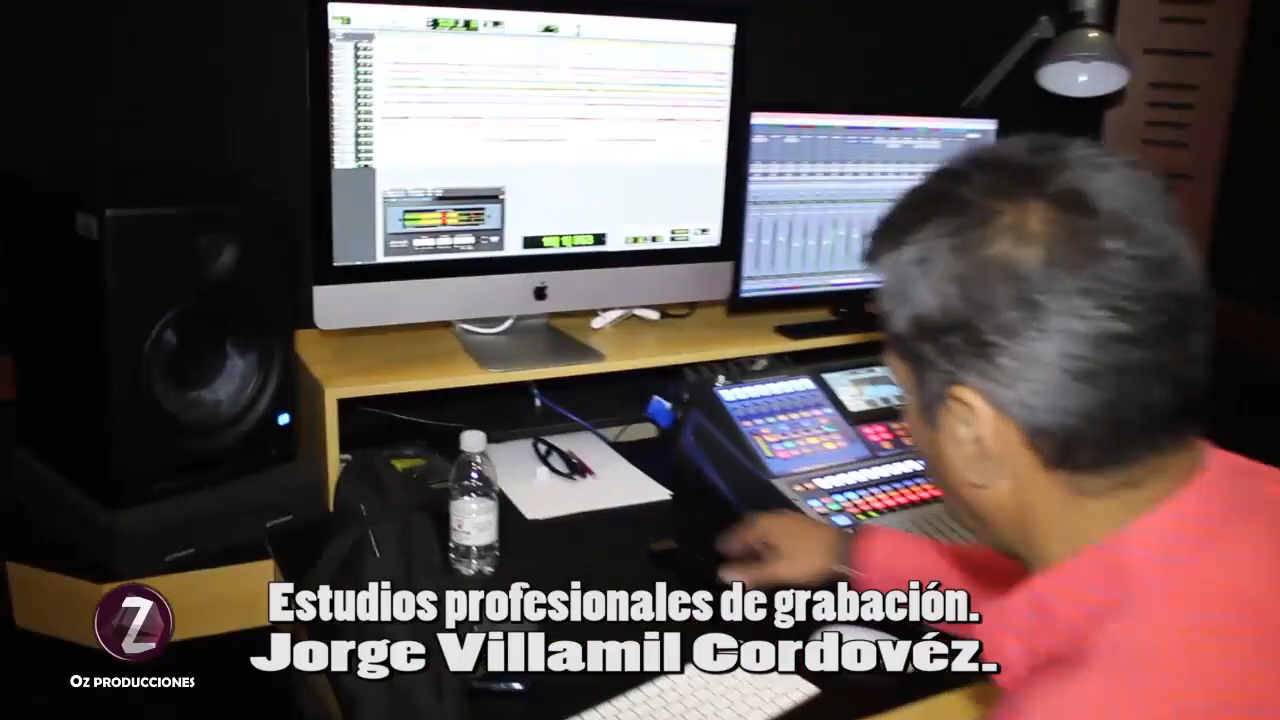 Estudios profesionales de grabación.
Jorge Villamil Cordovéz.
Z
Oz producciones